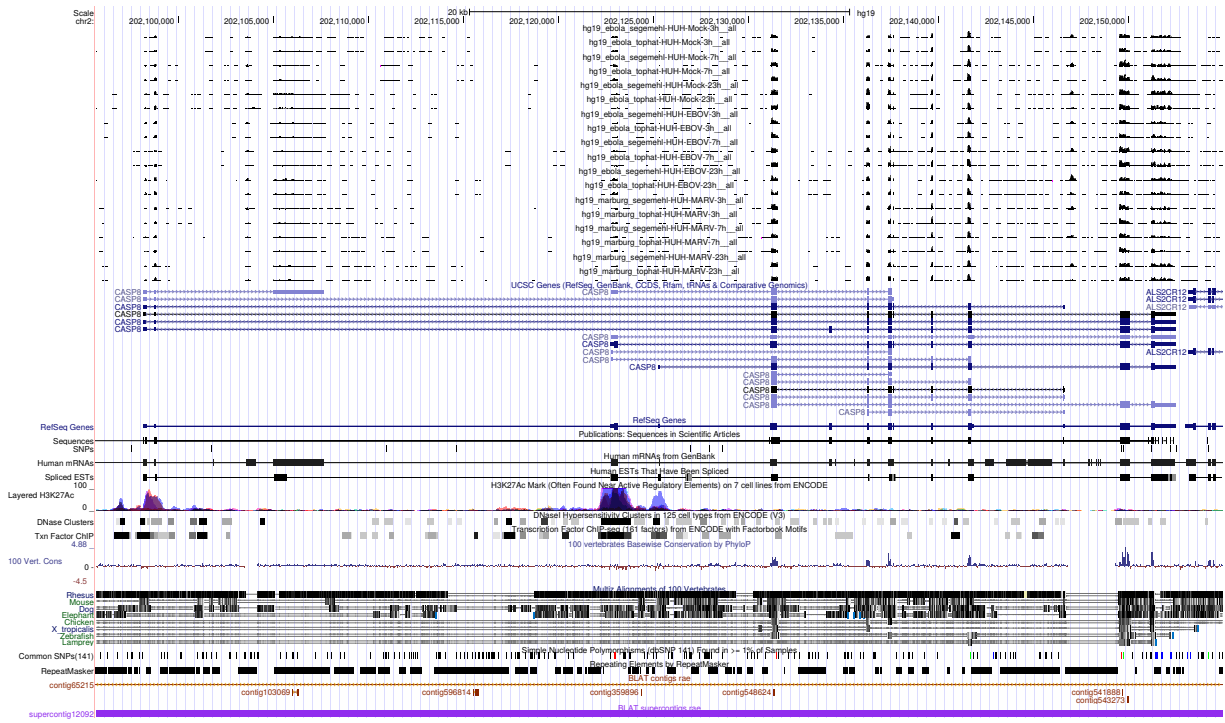 Scale 20 kb hg19
chr2: 202,100,000 202,105,000 202,110,000 202,115,000 202,120,000 202,125,000 202,130,000 202,135,000 202,140,000 202,145,000 202,150,000
hg19_ebola_segemehl-HUH-Mock-3h__all
hg19_ebola_tophat-HUH-Mock-3h__all
hg19_ebola_segemehl-HUH-Mock-7h__all
hg19_ebola_tophat-HUH-Mock-7h__all
hg19_ebola_segemehl-HUH-Mock-23h__all
hg19_ebola_tophat-HUH-Mock-23h__all
hg19_ebola_segemehl-HUH-EBOV-3h__all
hg19_ebola_tophat-HUH-EBOV-3h__all
hg19_ebola_segemehl-HUH-EBOV-7h__all
hg19_ebola_tophat-HUH-EBOV-7h__all
hg19_ebola_segemehl-HUH-EBOV-23h__all
hg19_ebola_tophat-HUH-EBOV-23h__all
hg19_marburg_segemehl-HUH-MARV-3h__all
hg19_marburg_tophat-HUH-MARV-3h__all
hg19_marburg_segemehl-HUH-MARV-7h__all
hg19_marburg_tophat-HUH-MARV-7h__all
hg19_marburg_segemehl-HUH-MARV-23h__all
hg19_marburg_tophat-HUH-MARV-23h__all
UCSC Genes (RefSeq, GenBank, CCDS, Rfam, tRNAs & Comparative Genomics)
CASP8 CASP8 ALS2CR12
CASP8 ALS2CR12
CASP8 ALS2CR12
CASP8
CASP8
CASP8
CASP8
CASP8
CASP8 ALS2CR12
CASP8
CASP8
CASP8
CASP8
CASP8
CASP8
CASP8
CASP8
RefSeq Genes
RefSeq Genes
Publications: Sequences in Scientific Articles
Sequences
SNPs
Human mRNAs from GenBank
Human mRNAs
Human ESTs That Have Been Spliced
Spliced ESTs
H3K27Ac Mark (Often Found Near Active Regulatory Elements) on 7 cell lines from ENCODE
100
Layered H3K27Ac
0
DNaseI Hypersensitivity Clusters in 125 cell types from ENCODE (V3)
DNase Clusters
Transcription Factor ChIP-seq (161 factors) from ENCODE with Factorbook Motifs
Txn Factor ChIP
100 vertebrates Basewise Conservation by PhyloP
4.88
100 Vert. Cons
0
-4.5
Multiz Alignments of 100 Vertebrates
Rhesus
Mouse
Dog
Elephant
Chicken
X_tropicalis
Zebrafish
Lamprey
Simple Nucleotide Polymorphisms (dbSNP 141) Found in >= 1% of Samples
Common SNPs(141)
Repeating Elements by RepeatMasker
RepeatMasker
BLAT contigs rae
contig65215
contig103069 contig596814 contig359896 contig548624 contig541888
contig543273
BLAT supercontigs rae
supercontig12092